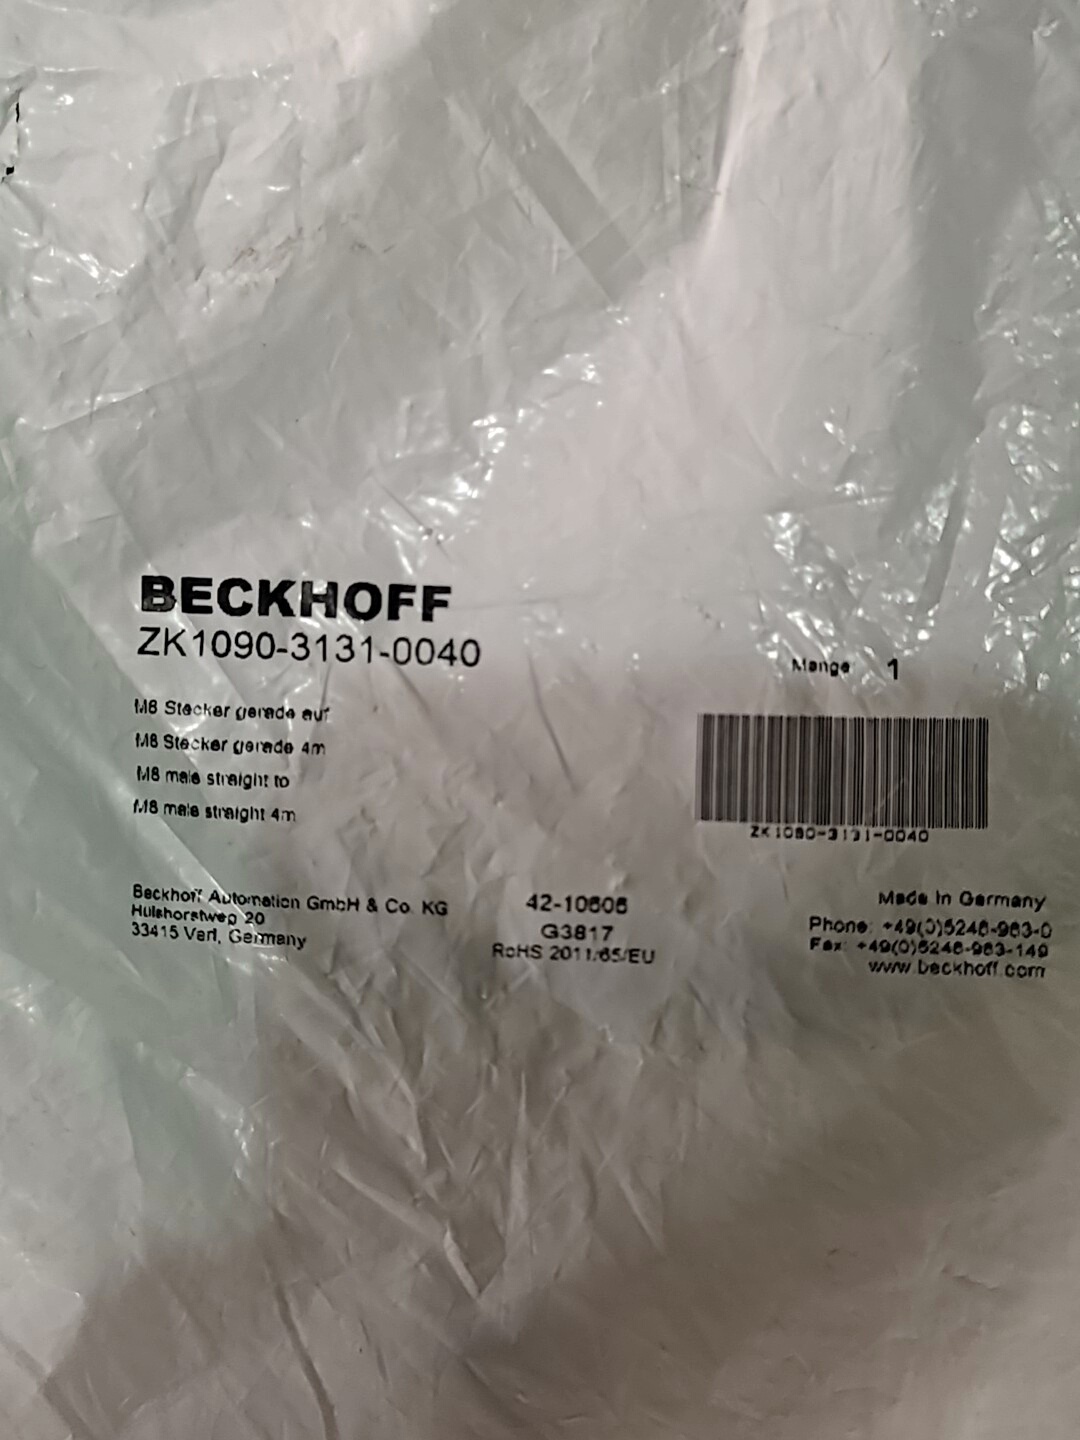 BECKHOFF
ZK1090-3131-0040
Menge 1
M8 Stecker gerade auf
M8 Stecker gerade 4m
M8 male straight to
M8 male straight 4m
ZK1090-3131-0040
Beckhoff Automation GmbH & Co. KG
Hülshorstweg 20
33415 Verl, Germany
42-10606
G3817
RoHS 2011/65/EU
Made in Germany
Phone: +49(0)5246-963-0
Fax: +49(0)5246-963-149
www.beckhoff.com